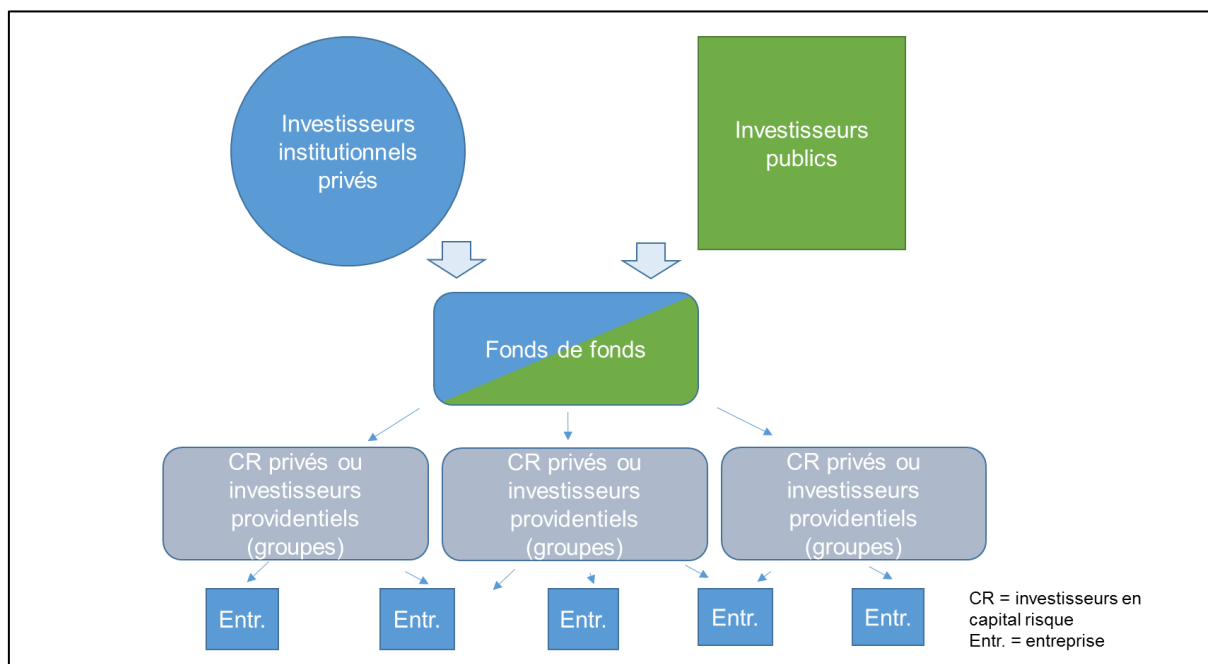 Investisseurs
institutionnels
privés
Investisseurs
publics
Fonds de fonds
CR privés ou
investisseurs
providentiels
(groupes)
CR privés ou
investisseurs
providentiels
(groupes)
CR privés ou
investisseurs
providentiels
(groupes)
Entr.
Entr.
Entr.
Entr.
Entr.
CR = investisseurs en
capital risque
Entr. = entreprise